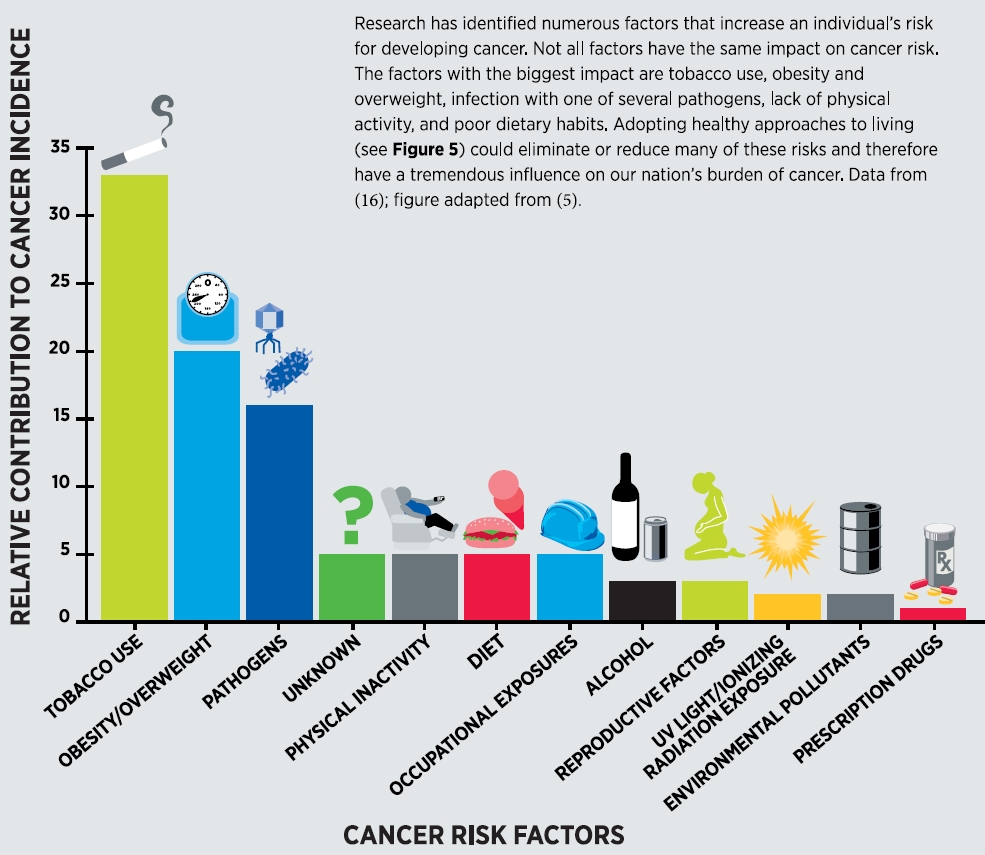 Research has identified numerous factors that increase an individual's risk
for developing cancer. Not all factors have the same impact on cancer risk.
The factors with the biggest impact are tobacco use, obesity and
overweight, infection with one of several pathogens, lack of physical
activity, and poor dietary habits. Adopting healthy approaches to living
(see Figure 5) could eliminate or reduce many of these risks and therefore
have a tremendous influence on our nation's burden of cancer. Data from
(16); figure adapted from (5).
RELATIVE CONTRIBUTION TO CANCER INCIDENCE
35
30
25
20
15
10
5
0
0
RX
TOBACCO USE
OBESITY/OVERWEIGHT
PATHOGENS
UNKNOWN
?
PHYSICAL INACTIVITY
DIET
OCCUPATIONAL EXPOSURES
ALCOHOL
REPRODUCTIVE FACTORS
UV LIGHT/IONIZING
RADIATION EXPOSURE
ENVIRONMENTAL POLLUTANTS
PRESCRIPTION DRUGS
CANCER RISK FACTORS